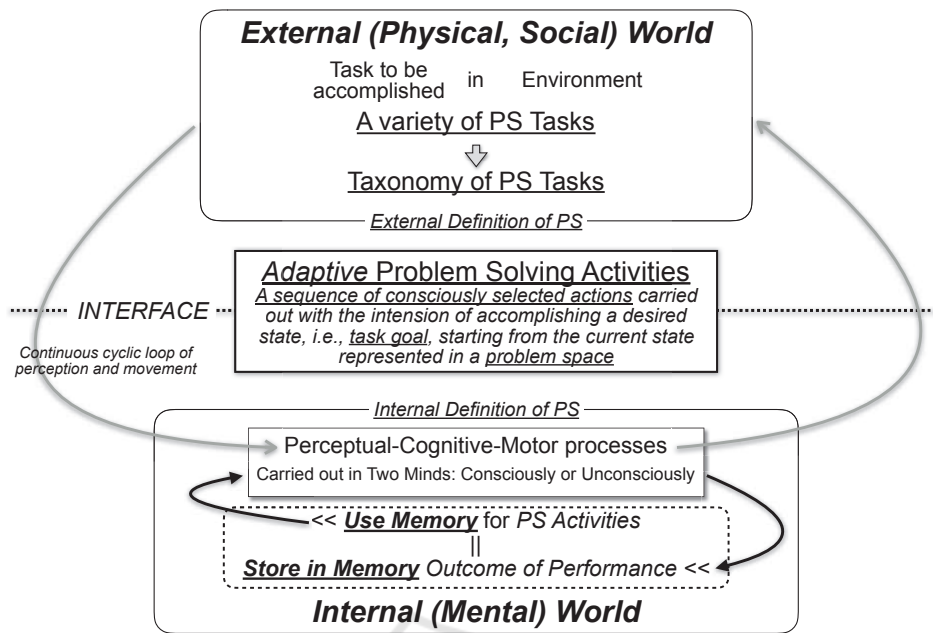 External (Physical, Social) World
Task to be accomplished in Environment
A variety of PS Tasks
Taxonomy of PS Tasks
External Definition of PS
Adaptive Problem Solving Activities
A sequence of consciously selected actions carried
out with the intension of accomplishing a desired
state, i.e., task goal, starting from the current state
represented in a problem space
INTERFACE
Continuous cyclic loop of
perception and movement
Internal Definition of PS
Perceptual-Cognitive-Motor processes
Carried out in Two Minds: Consciously or Unconsciously
<< Use Memory for PS Activities
||
Store in Memory Outcome of Performance <<
Internal (Mental) World